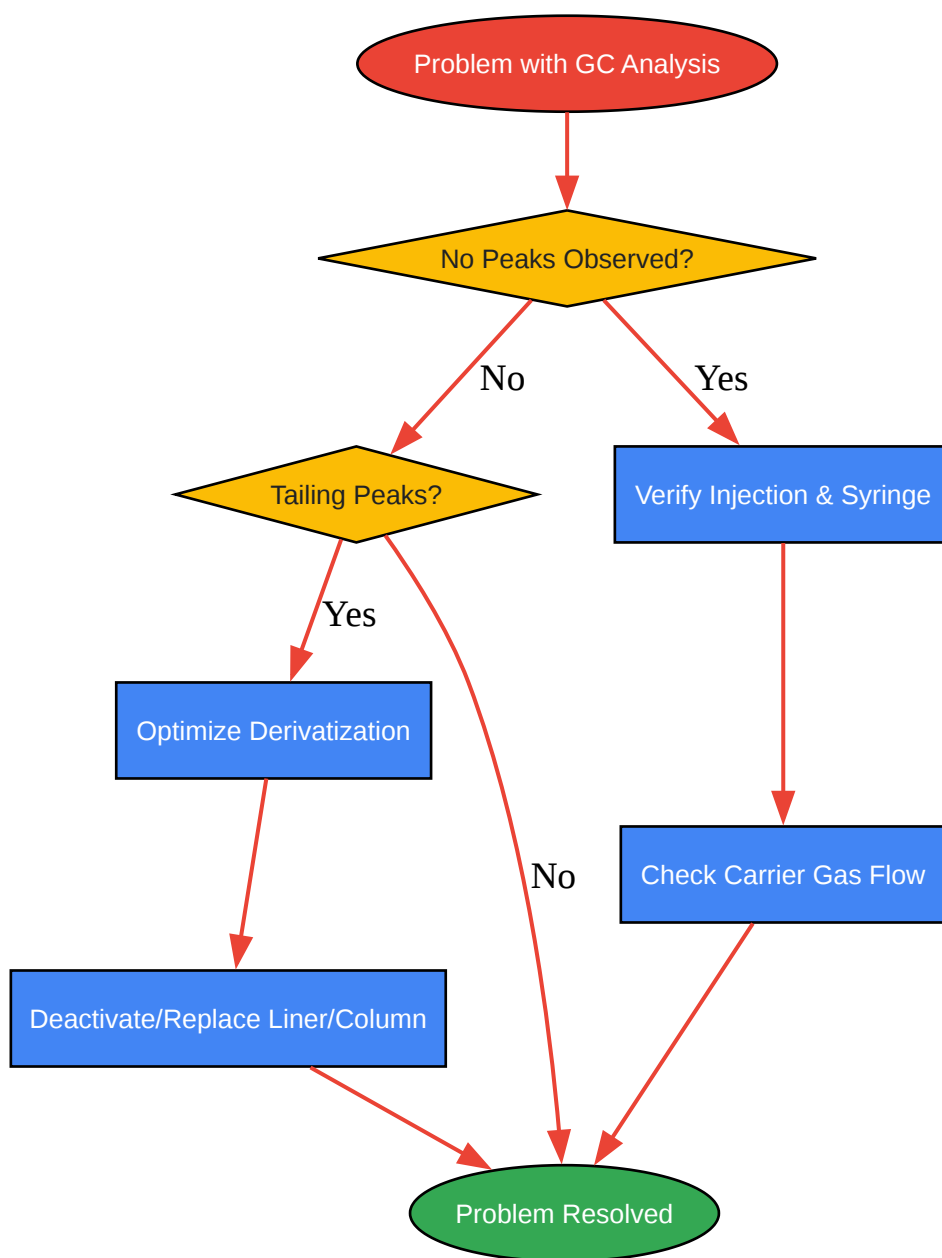 Problem with GC Analysis
No Peaks Observed?
No
Yes
Tailing Peaks?
Verify Injection & Syringe
Yes
Optimize Derivatization
No
Check Carrier Gas Flow
Deactivate/Replace Liner/Column
Problem Resolved